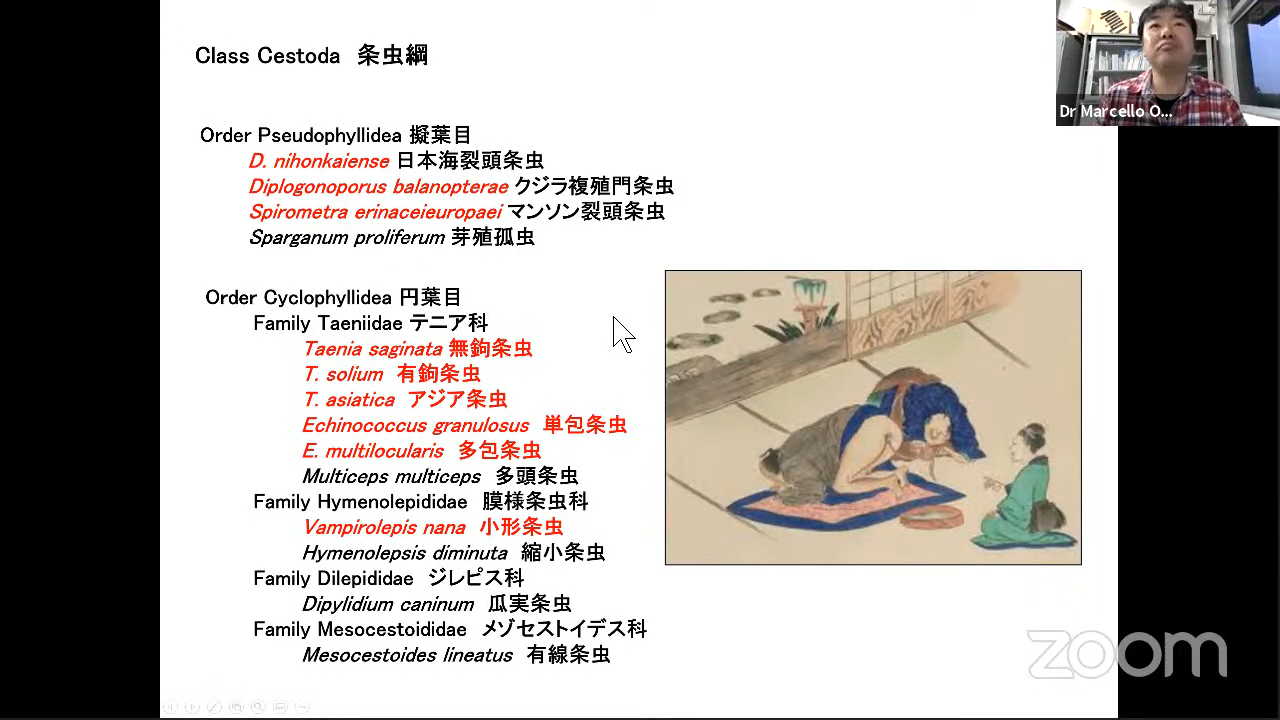 Class Cestoda 条虫綱
Dr Marcello O...
Order Pseudophyllidea 擬葉目
D. nihonkaiense 日本海裂頭条虫
Diplogonoporus balanopterae クジラ複殖門条虫
Spirometra erinaceieuropaei マンソン裂頭条虫
Sparganum proliferum 芽殖孤虫
Order Cyclophyllidea 円葉目
Family Taeniidae テニア科
Taenia saginata 無鉤条虫
T. solium 有鉤条虫
T. asiatica アジア条虫
Echinococcus granulosus 単包条虫
E. multilocularis 多包条虫
Multiceps multiceps 多頭条虫
Family Hymenolepididae 膜様条虫科
Vampirolepis nana 小形条虫
Hymenolepsis diminuta 縮小条虫
Family Dilepididae ジレピス科
Dipylidium caninum 瓜実条虫
Family Mesocestoididae メゾセストイデス科
Mesocestoides lineatus 有線条虫
zoom